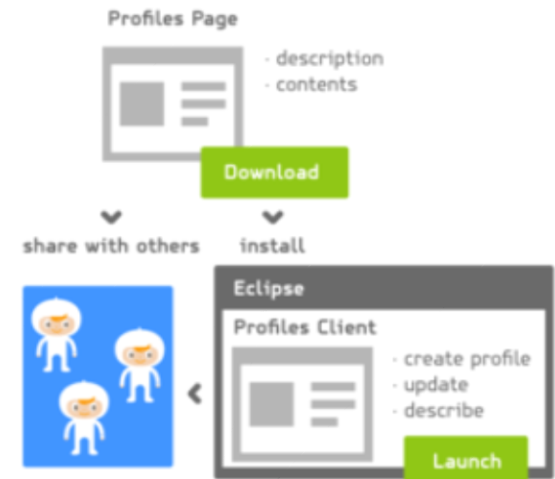 Profiles Page
· description
· contents
Download
share with others
install
Eclipse
Profiles Client
· create profile
· update
· describe
Launch